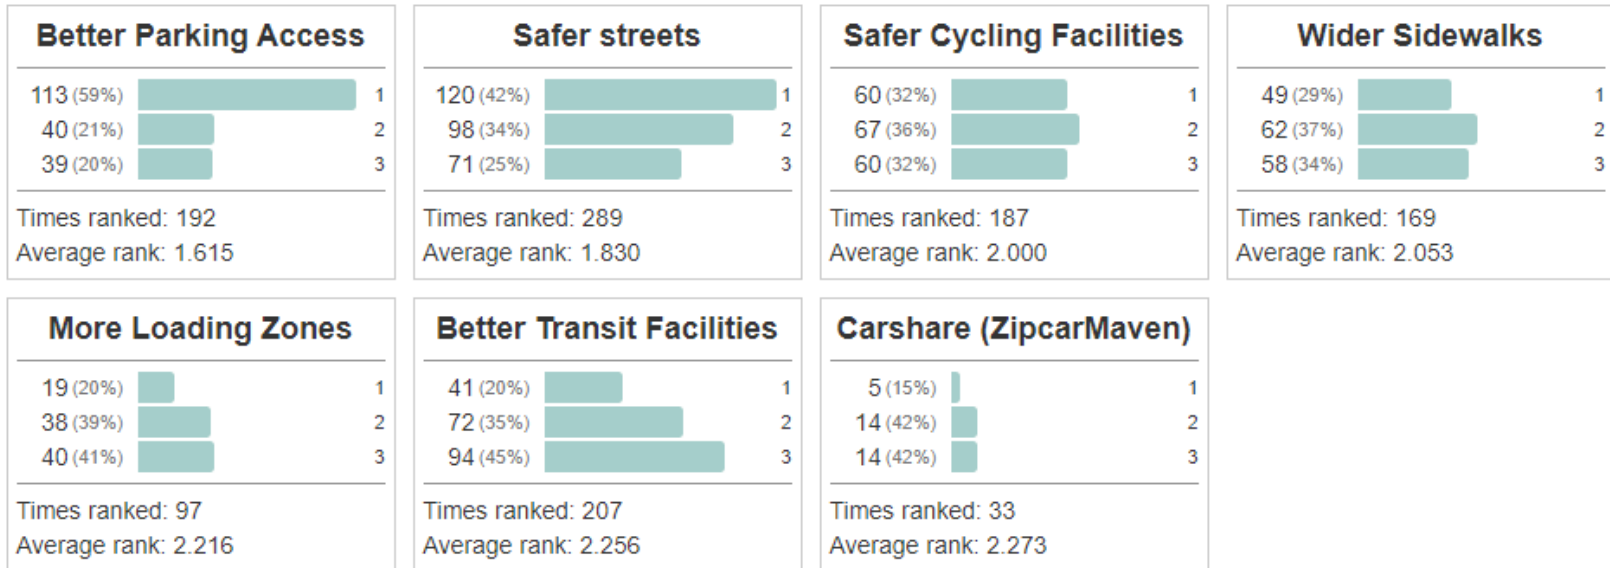 Better Parking Access
113 (59%) 1
40 (21%) 2
39 (20%) 3
Times ranked: 192
Average rank: 1.615
Safer streets
120 (42%) 1
98 (34%) 2
71 (25%) 3
Times ranked: 289
Average rank: 1.830
Safer Cycling Facilities
60 (32%) 1
67 (36%) 2
60 (32%) 3
Times ranked: 187
Average rank: 2.000
Wider Sidewalks
49 (29%) 1
62 (37%) 2
58 (34%) 3
Times ranked: 169
Average rank: 2.053
More Loading Zones
19 (20%) 1
38 (39%) 2
40 (41%) 3
Times ranked: 97
Average rank: 2.216
Better Transit Facilities
41 (20%) 1
72 (35%) 2
94 (45%) 3
Times ranked: 207
Average rank: 2.256
Carshare (ZipcarMaven)
5 (15%) 1
14 (42%) 2
14 (42%) 3
Times ranked: 33
Average rank: 2.273